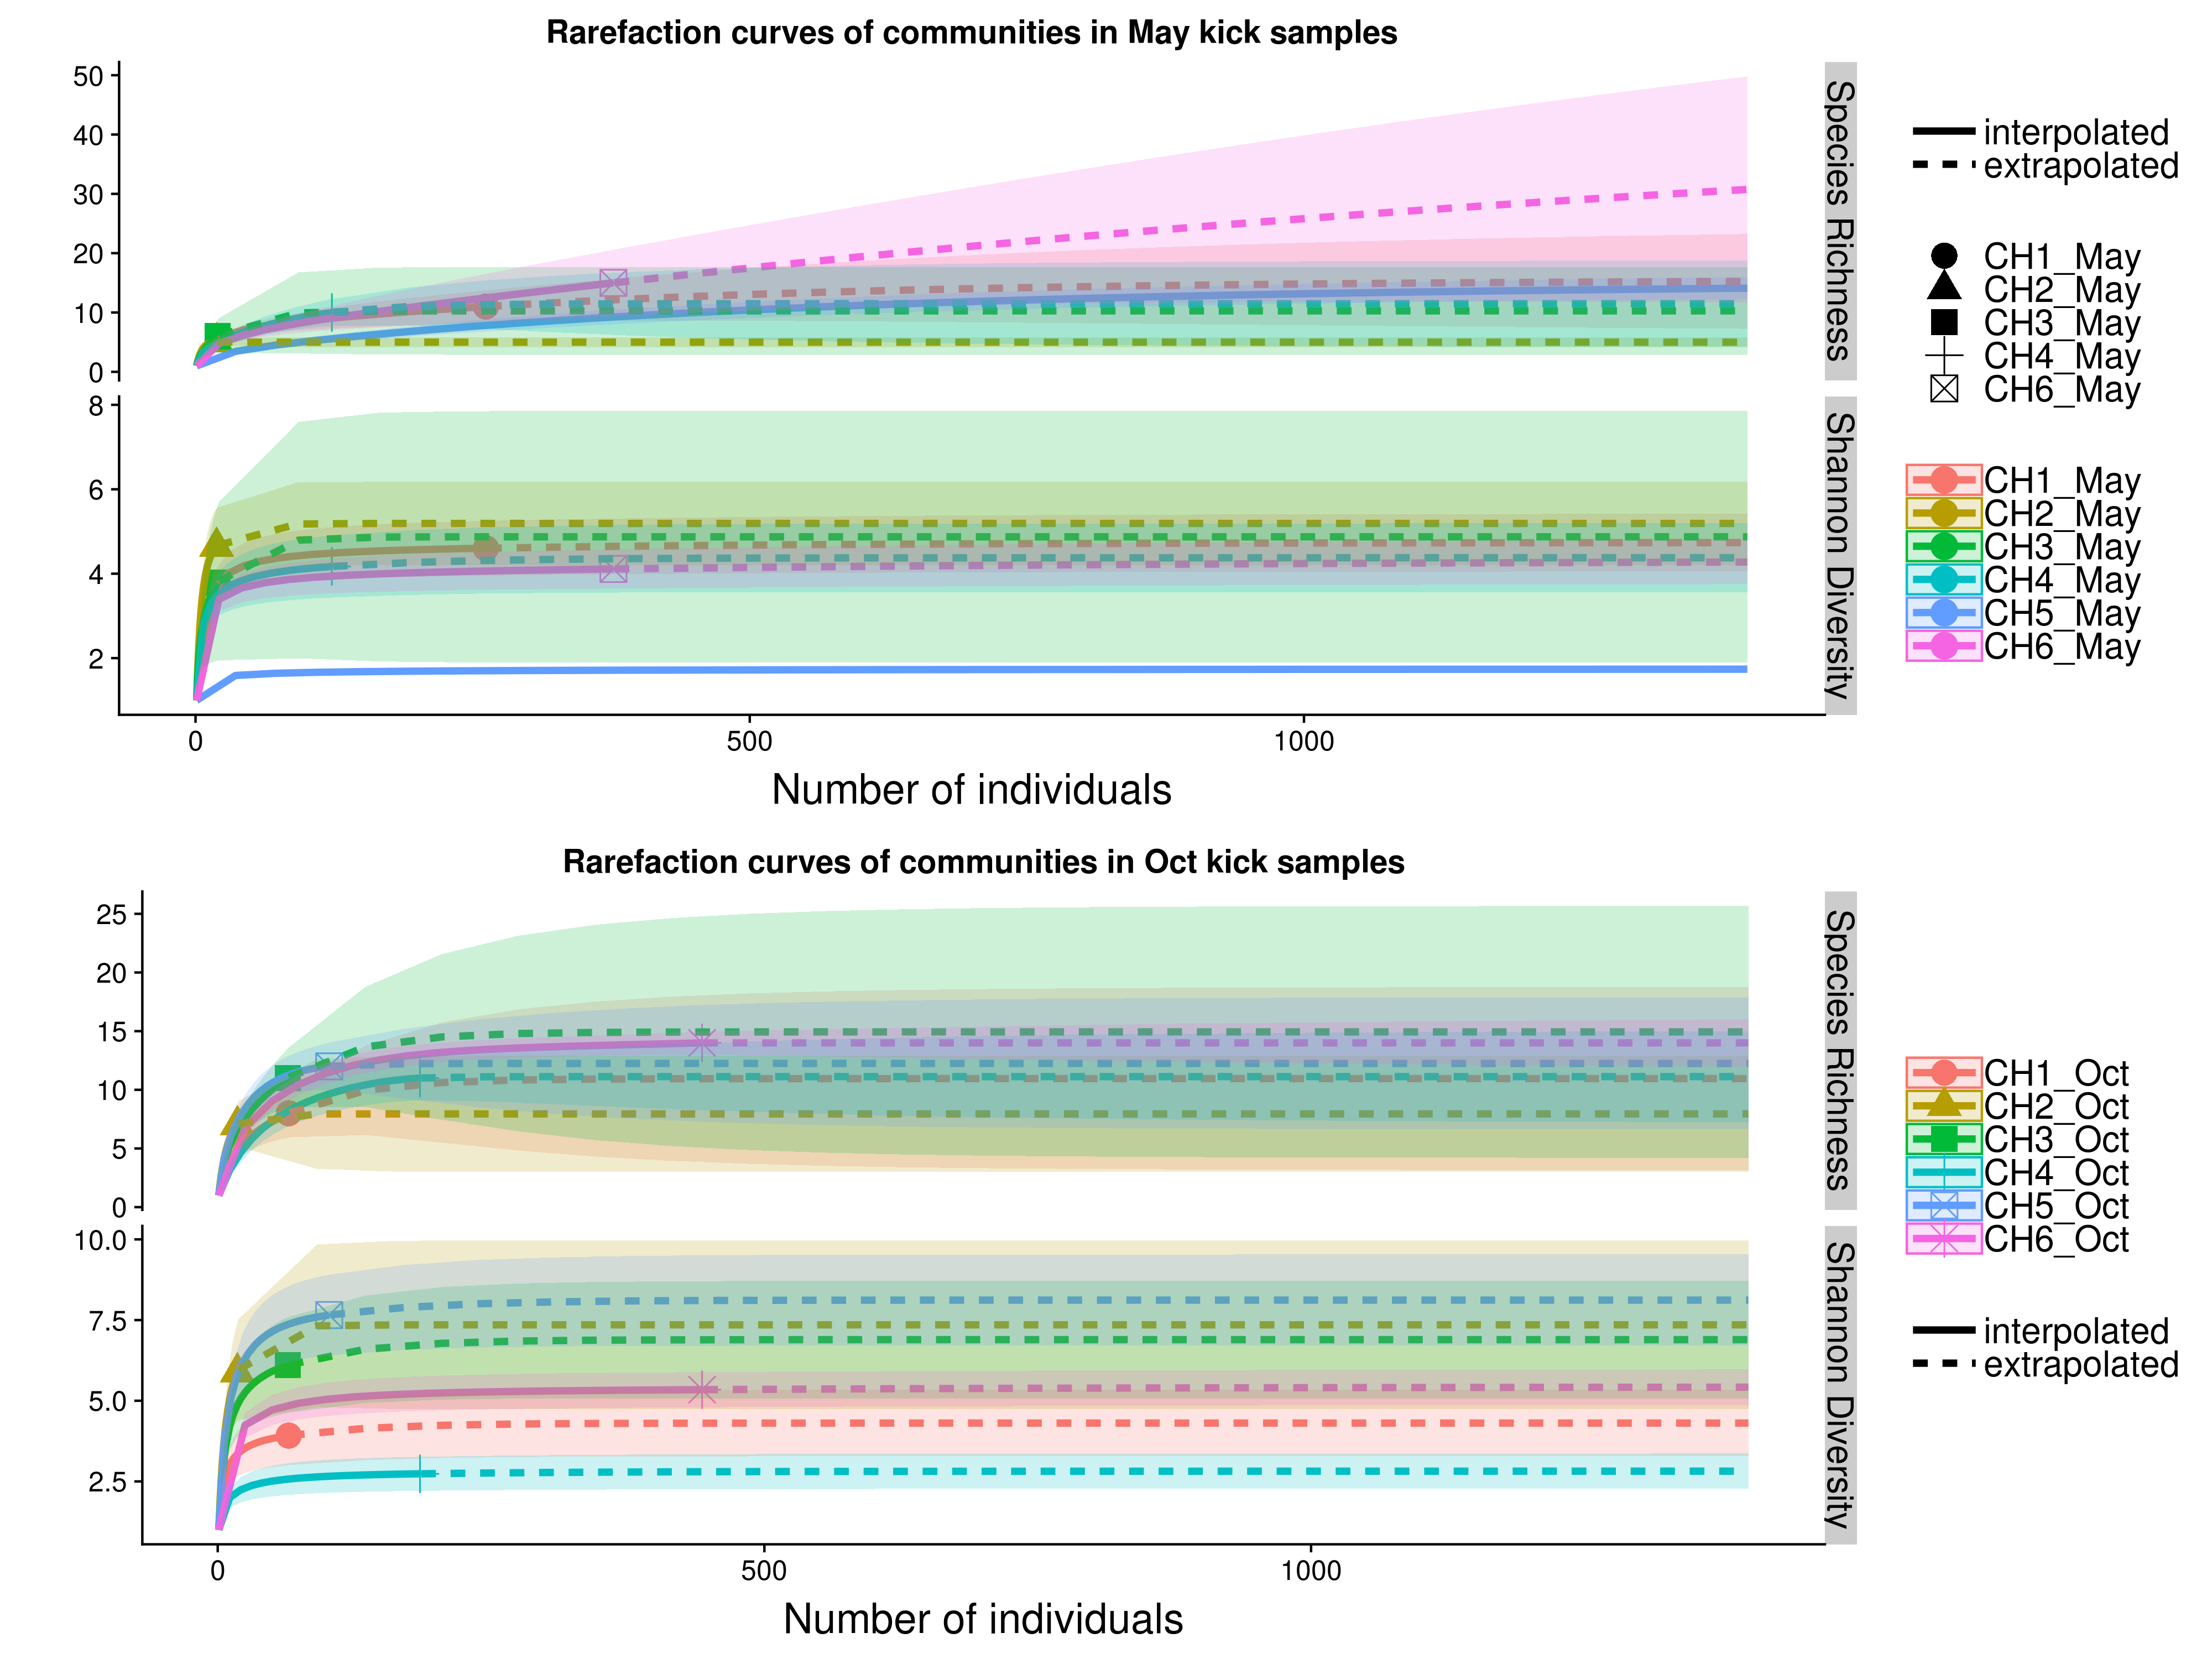 Rarefaction curves of communities in May kick samples
50
40
30
20
10
0
Species Richness
8
6
4
2
Shannon Diversity
0
500
1000
Number of individuals
interpolated
extrapolated
CH1_May
CH2_May
CH3_May
CH4_May
CH6_May
CH1_May
CH2_May
CH3_May
CH4_May
CH5_May
CH6_May
Rarefaction curves of communities in Oct kick samples
25
20
15
10
5
0
Species Richness
10.0
7.5
5.0
2.5
Shannon Diversity
0
500
1000
Number of individuals
CH1_Oct
CH2_Oct
CH3_Oct
CH4_Oct
CH5_Oct
CH6_Oct
interpolated
extrapolated